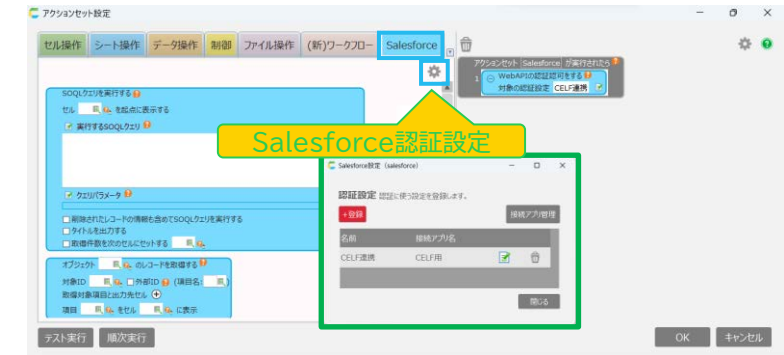 アクションセット設定
セル操作 シート操作 データ操作 制御 ファイル操作 (新)ワークフロー Salesforce
アクションセット Salesforce が実行されたら
1 WebAPIの認証認可をする
対象の認証設定 CELF連携
SOQLクエリを実行する
セル を起点に表示する
実行するSOQLクエリ
Salesforce認証設定
クエリパラメータ
削除されたレコードの情報も含めてSOQLクエリを実行する
タイトルを出力する
取得件数を次のセルにセットする
オブジェクト のレコードを取得する
対象ID 外部ID (項目名: )
取得対象項目と出力先セル
項目 をセル に表示
Salesforce設定 (salesforce)
認証設定 認証に使う設定を登録します。
+登録 接続アプリ管理
名前 接続アプリ名
CELF連携 CELF用
閉じる
テスト実行 順次実行 OK キャンセル